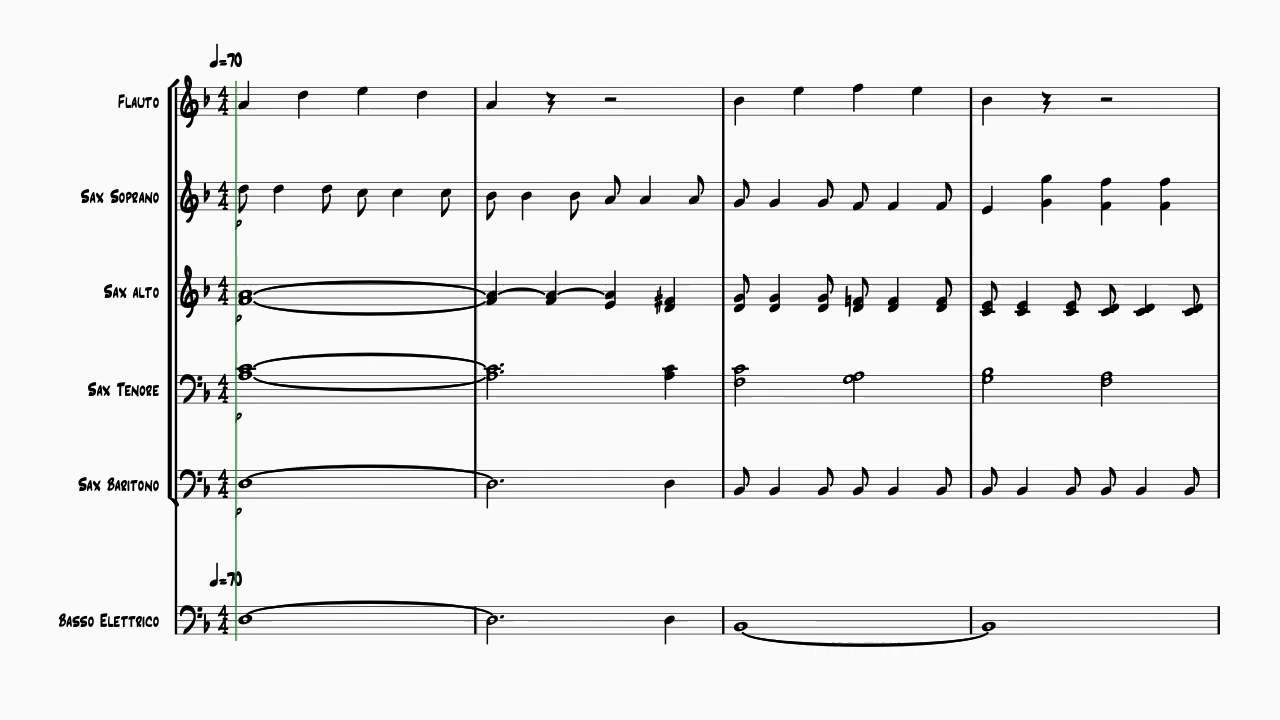 ♩=70
Flauto
Sax Soprano
p
Sax alto
p
Sax Tenore
p
Sax Baritono
p
♩=70
Basso Elettrico